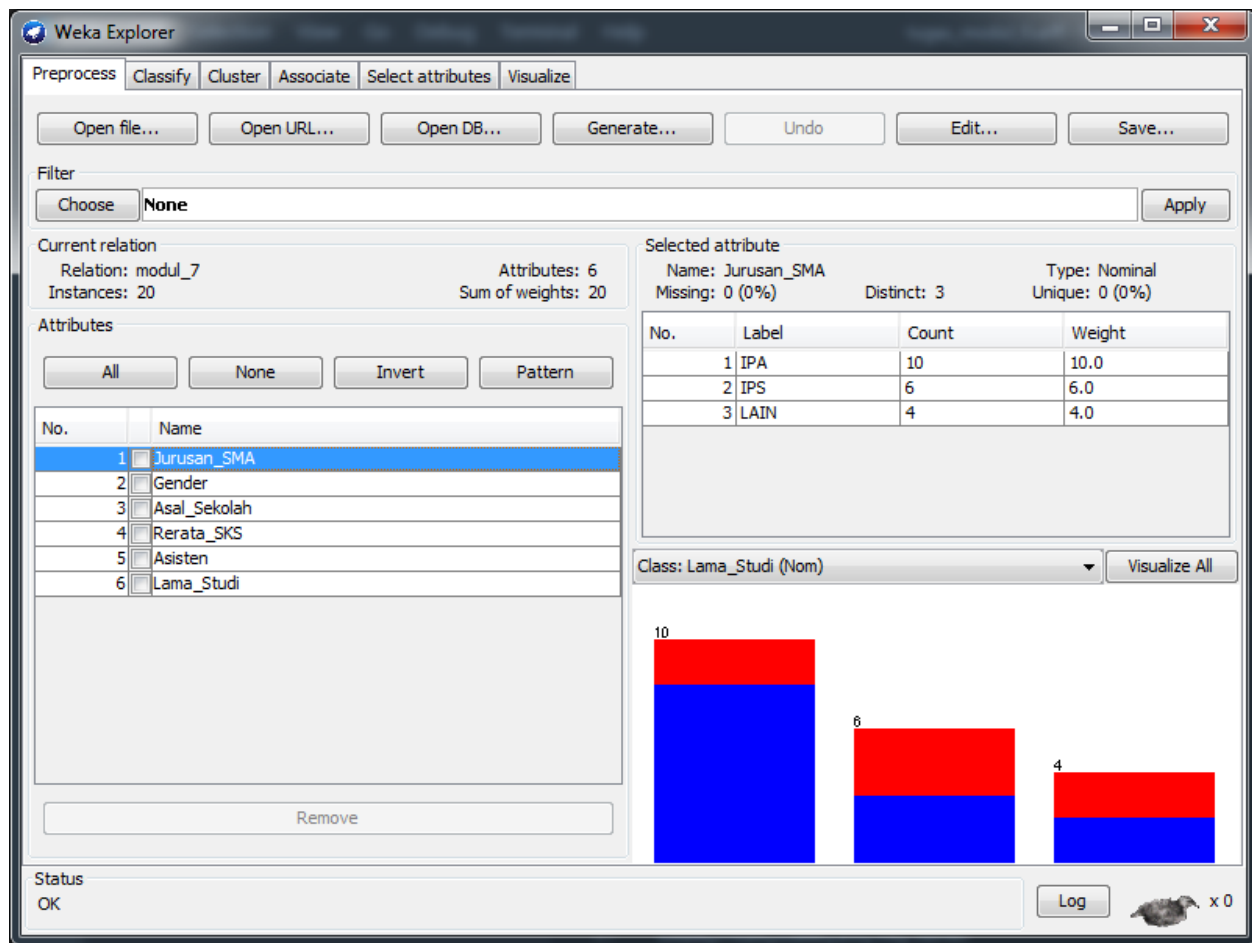 Weka Explorer
Preprocess Classify Cluster Associate Select attributes Visualize
Open file... Open URL... Open DB... Generate... Undo Edit... Save...
Filter
Choose None Apply
Current relation
Relation: modul_7 Attributes: 6
Instances: 20 Sum of weights: 20
Selected attribute
Name: Jurusan_SMA Type: Nominal
Missing: 0 (0%) Distinct: 3 Unique: 0 (0%)
Attributes
All None Invert Pattern
No. Name
1 Jurusan_SMA
2 Gender
3 Asal_Sekolah
4 Rerata_SKS
5 Asisten
6 Lama_Studi
Remove
No. Label Count Weight
1 IPA 10 10.0
2 IPS 6 6.0
3 LAIN 4 4.0
Class: Lama_Studi (Nom) Visualize All
10
6
4
Status
OK
Log x 0